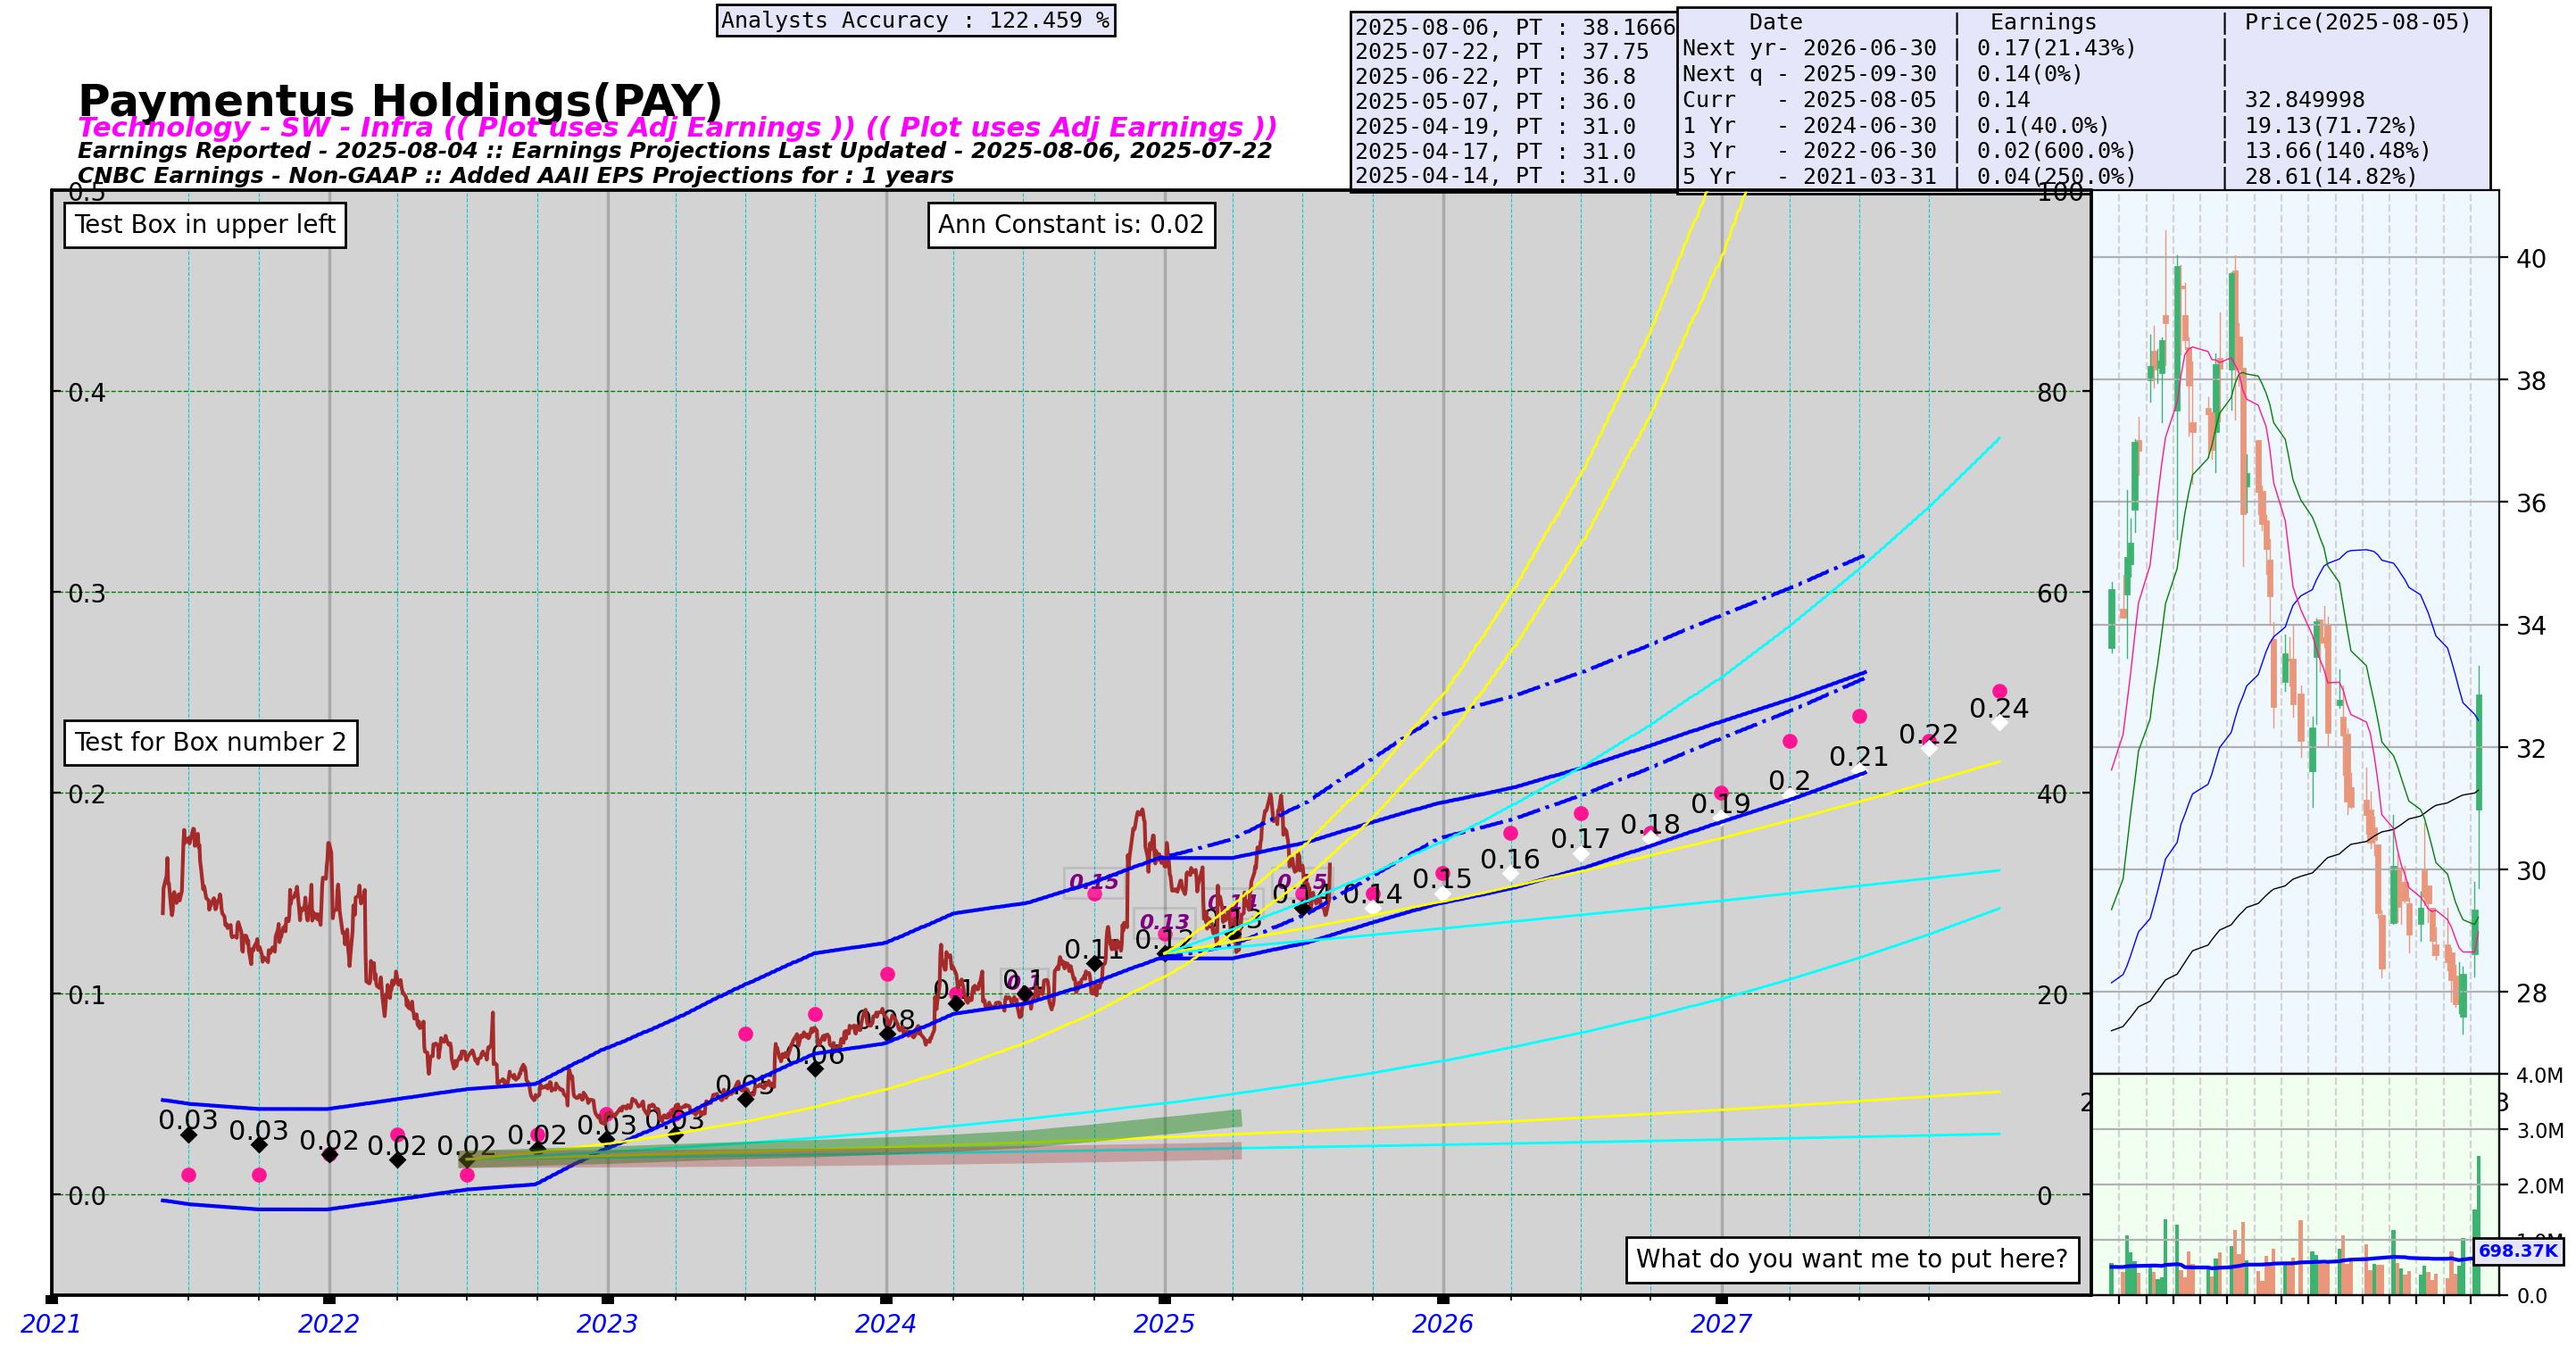 Analysts Accuracy : 122.459 %
2025-08-06, PT : 38.1666
2025-07-22, PT : 37.75
2025-06-22, PT : 36.8
2025-05-07, PT : 36.0
2025-04-19, PT : 31.0
2025-04-17, PT : 31.0
2025-04-14, PT : 31.0
Date | Earnings | Price(2025-08-05)
Next yr- 2026-06-30 | 0.17(21.43%) |
Next q - 2025-09-30 | 0.14(0%) |
Curr - 2025-08-05 | 0.14 | 32.849998
1 Yr - 2024-06-30 | 0.1(40.0%) | 19.13(71.72%)
3 Yr - 2022-06-30 | 0.02(600.0%) | 13.66(140.48%)
5 Yr - 2021-03-31 | 0.04(250.0%) | 28.61(14.82%)
Paymentus Holdings(PAY)
Technology - SW - Infra (( Plot uses Adj Earnings )) (( Plot uses Adj Earnings ))
Earnings Reported - 2025-08-04 :: Earnings Projections Last Updated - 2025-08-06, 2025-07-22
CNBC Earnings - Non-GAAP :: Added AAII EPS Projections for : 1 years
Test Box in upper left
Ann Constant is: 0.02
Test for Box number 2
What do you want me to put here?
0.5
0.4
0.3
0.2
0.1
0.0
100
80
60
40
20
0
0.03
0.03
0.02
0.02
0.02
0.02
0.03
0.03
0.05
0.06
0.08
0.1
0.1
0.11
0.12
0.13
0.14
0.14
0.15
0.16
0.17
0.18
0.19
0.2
0.21
0.22
0.24
0.1
0.15
0.13
0.14
0.15
2021
2022
2023
2024
2025
2026
2027
40
38
36
34
32
30
28
4.0M
3.0M
2.0M
1.0M
698.37K
0.0